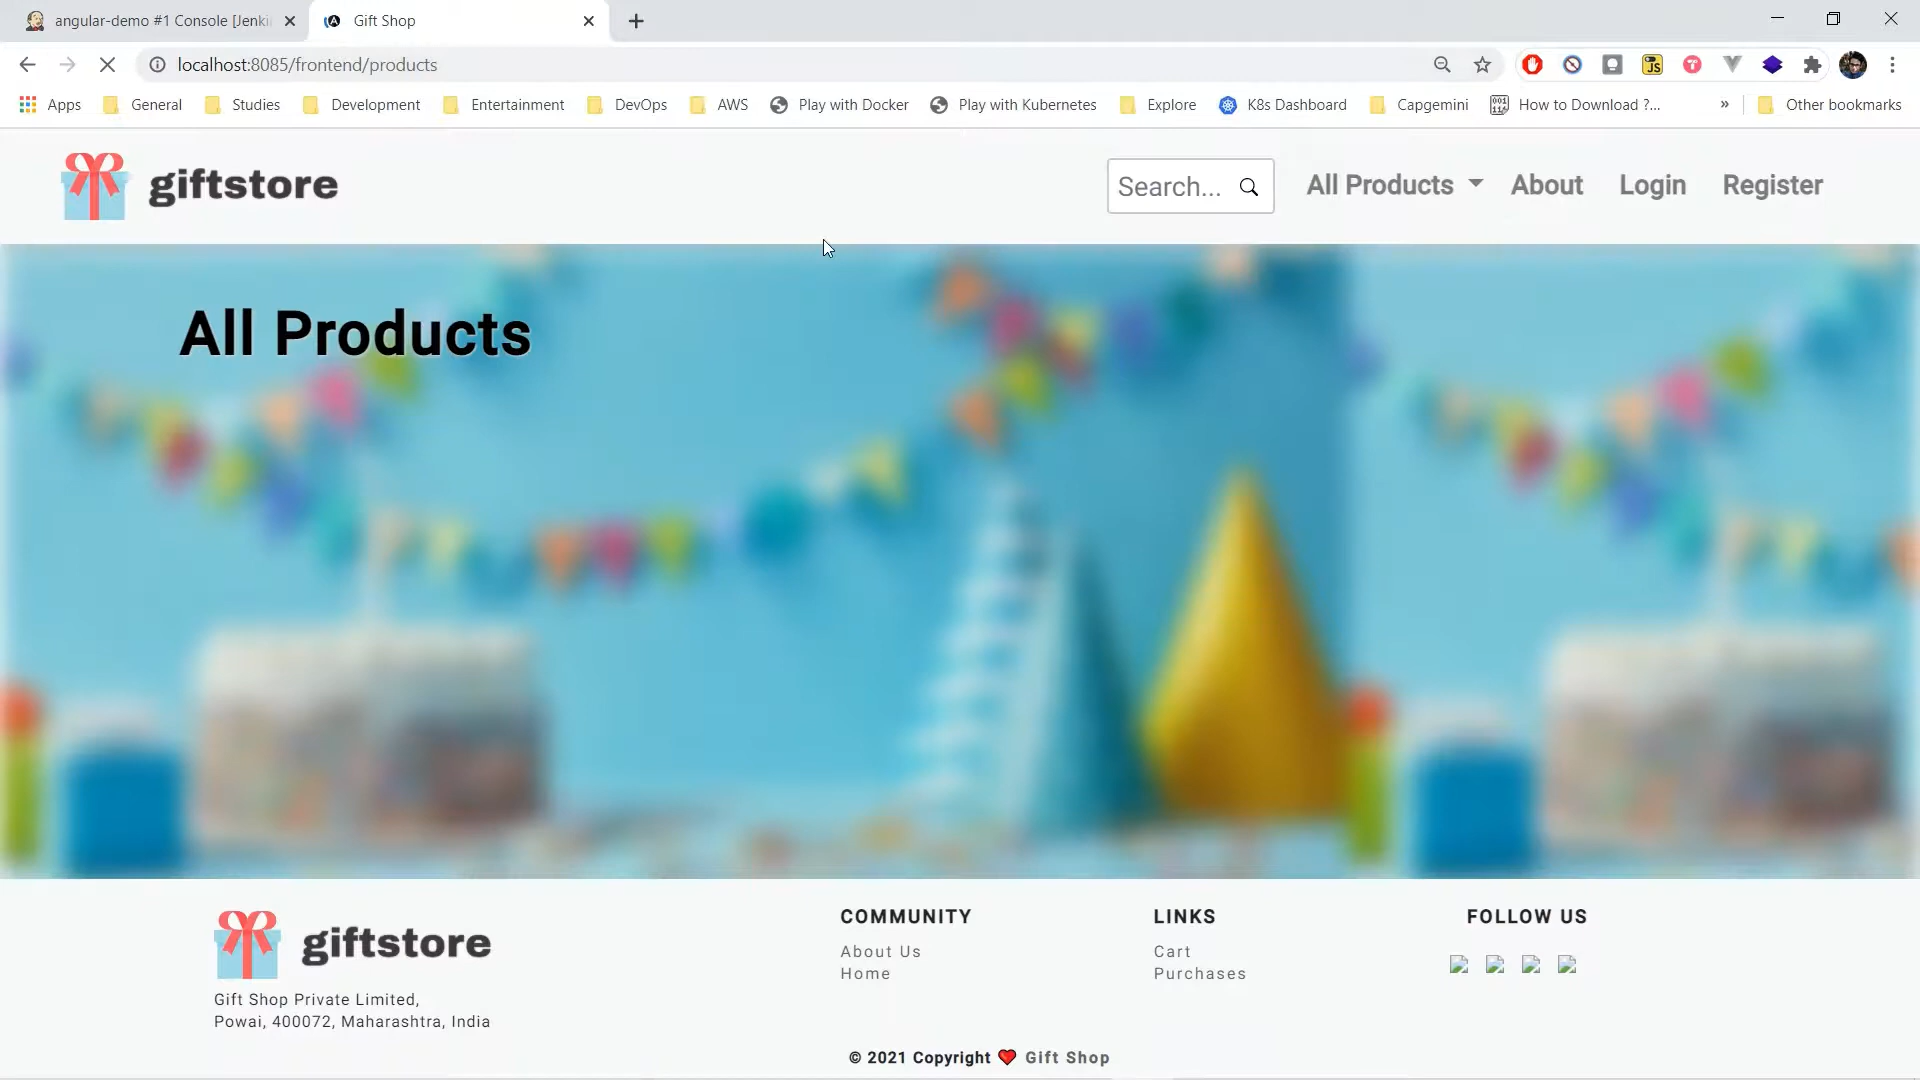 angular-demo #1 Console [Jenki
Gift Shop
localhost:8085/frontend/products
Apps
General
Studies
Development
Entertainment
DevOps
AWS
Play with Docker
Play with Kubernetes
Explore
K8s Dashboard
Capgemini
How to Download ?...
»
Other bookmarks
giftstore
Search...
All Products
About
Login
Register
All Products
giftstore
Gift Shop Private Limited,
Powai, 400072, Maharashtra, India
COMMUNITY
About Us
Home
LINKS
Cart
Purchases
FOLLOW US
© 2021 Copyright ❤ Gift Shop